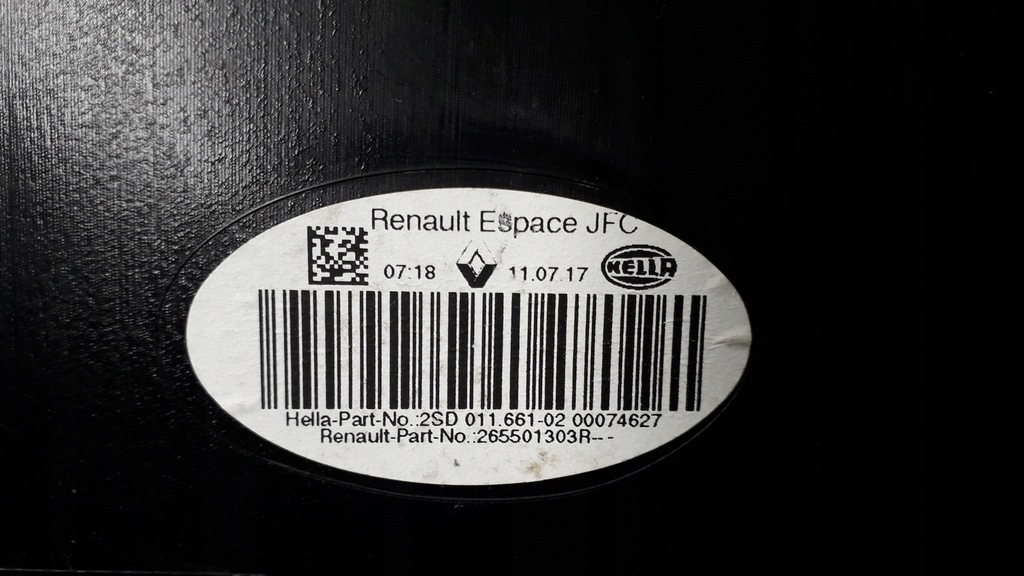 Renault Espace JFC
07:18 11.07.17 HELLA
Hella-Part-No.:2SD 011.661-02 00074627
Renault-Part-No.:265501303R---